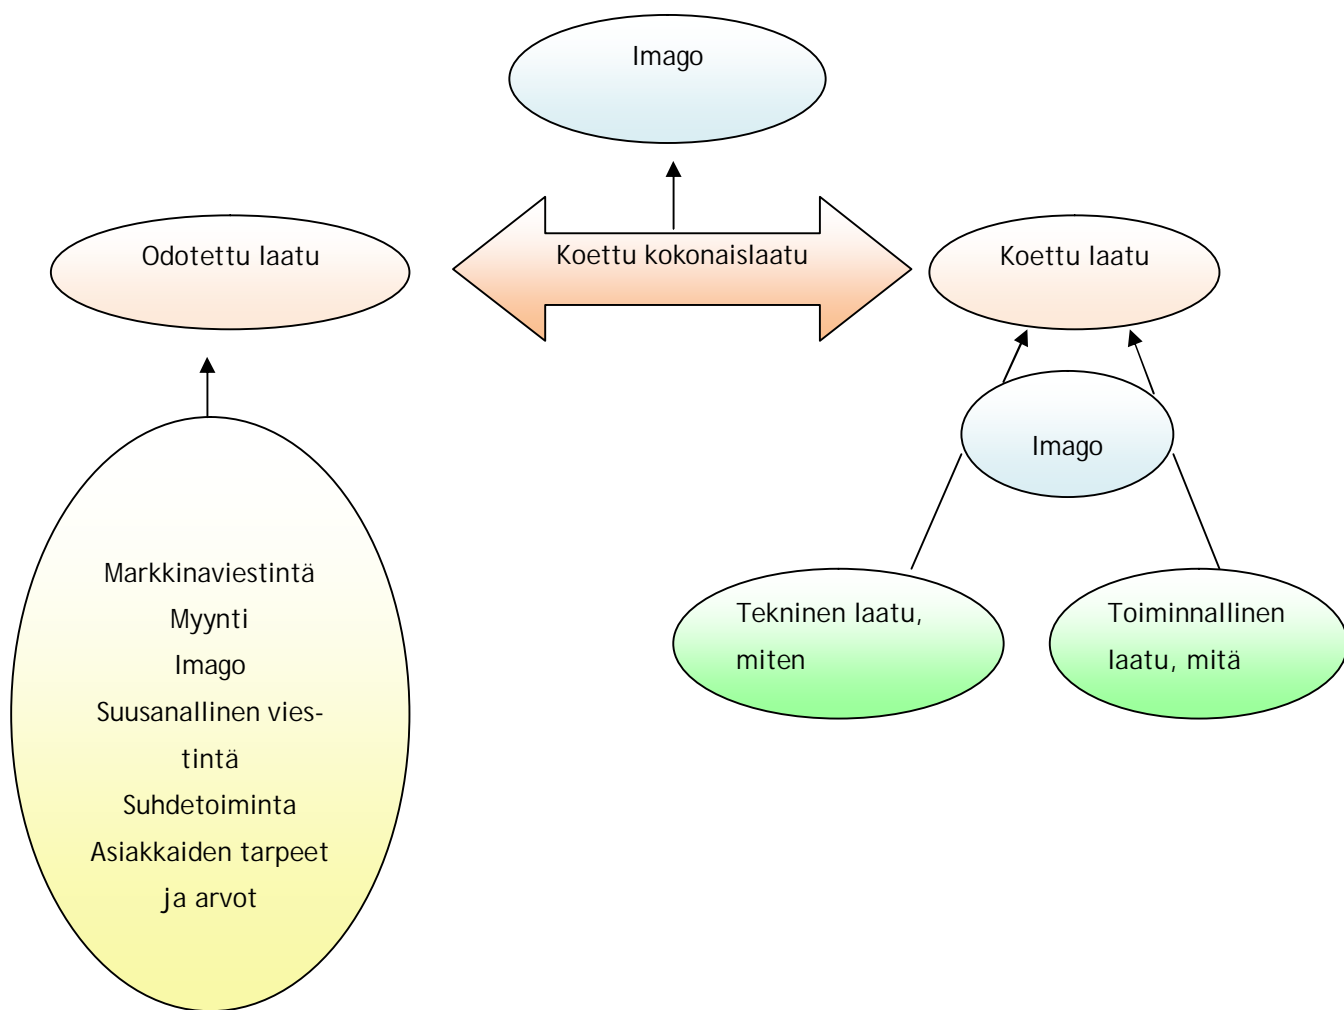 Imago
Odotettu laatu
Koettu kokonaislaatu
Koettu laatu
Imago
Markkinaviestintä
Myynti
Imago
Suusanallinen vies-
tintä
Suhdetoiminta
Asiakkaiden tarpeet
ja arvot
Tekninen laatu,
miten
Toiminnallinen
laatu, mitä